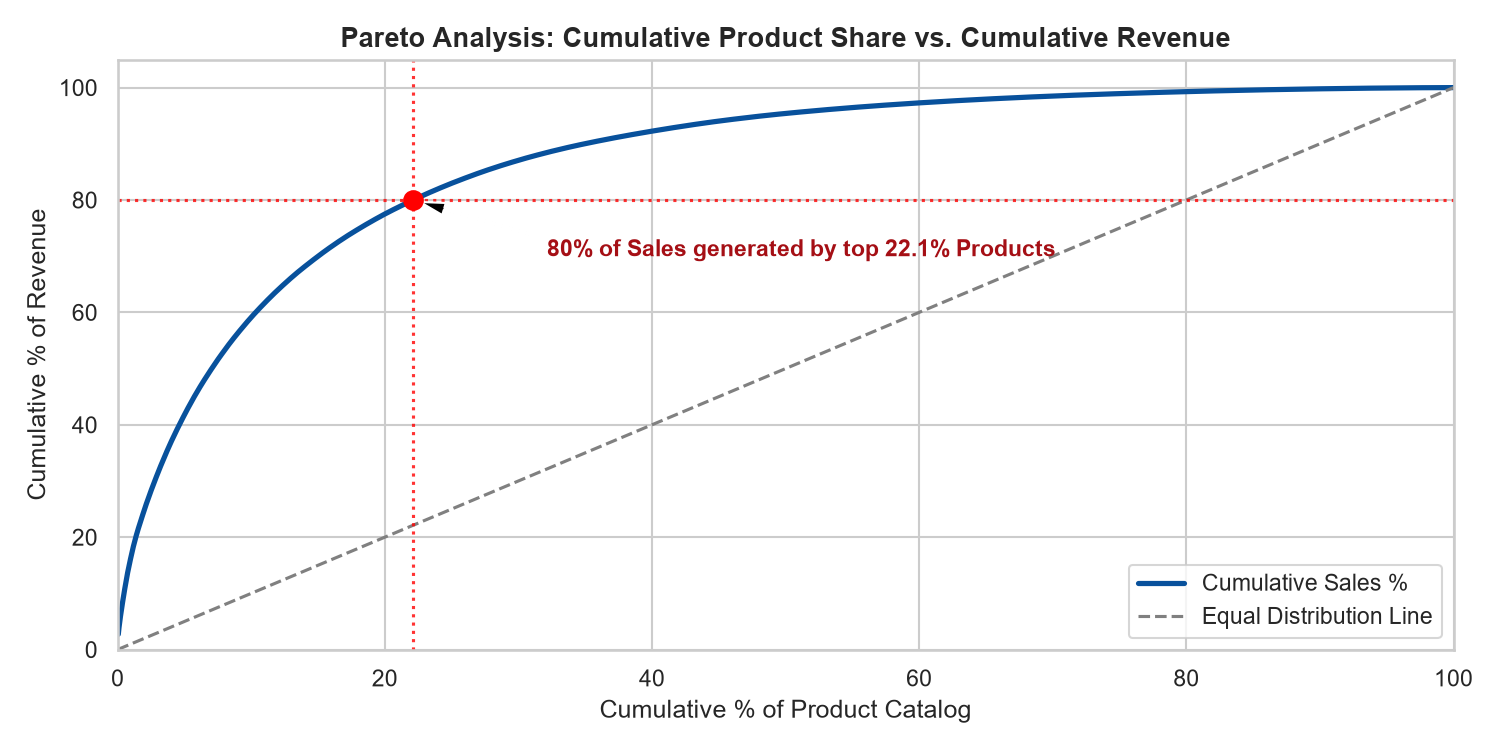 Pareto Analysis: Cumulative Product Share vs. Cumulative Revenue
Cumulative % of Revenue
100
80
60
40
20
0
80% of Sales generated by top 22.1% Products
Cumulative Sales %
Equal Distribution Line
0 20 40 60 80 100
Cumulative % of Product Catalog